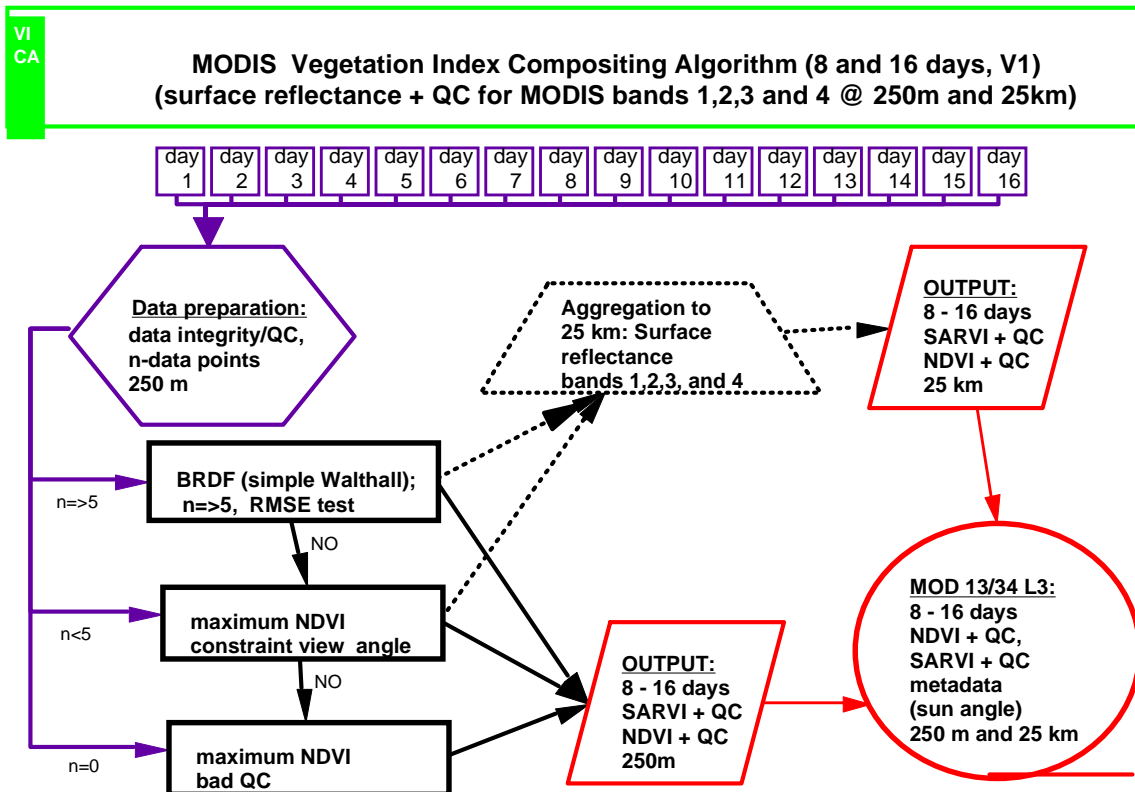 VI
CA
MODIS Vegetation Index Compositing Algorithm (8 and 16 days, V1)
(surface reflectance + QC for MODIS bands 1,2,3 and 4 @ 250m and 25km)
day
1
day
2
day
3
day
4
day
5
day
6
day
7
day
8
day
9
day
10
day
11
day
12
day
13
day
14
day
15
day
16
Data preparation:
data integrity/QC,
n-data points
250 m
Aggregation to
25 km: Surface
reflectance
bands 1,2,3, and 4
OUTPUT:
8 - 16 days
SARVI + QC
NDVI + QC
25 km
n=>5
BRDF (simple Walthall);
n=>5, RMSE test
NO
n<5
maximum NDVI
constraint view angle
NO
n=0
maximum NDVI
bad QC
OUTPUT:
8 - 16 days
SARVI + QC
NDVI + QC
250m
MOD 13/34 L3:
8 - 16 days
NDVI + QC,
SARVI + QC
metadata
(sun angle)
250 m and 25 km